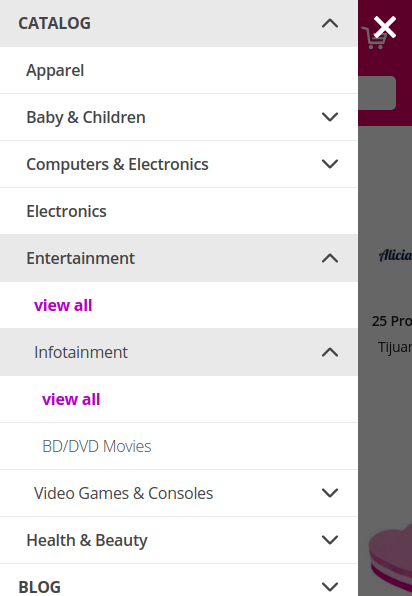 CATALOG
Apparel
Baby & Children
Computers & Electronics
Electronics
Entertainment
view all
Infotainment
view all
BD/DVD Movies
Video Games & Consoles
Health & Beauty
BLOG
Alicia
25 Pro
Tijuar